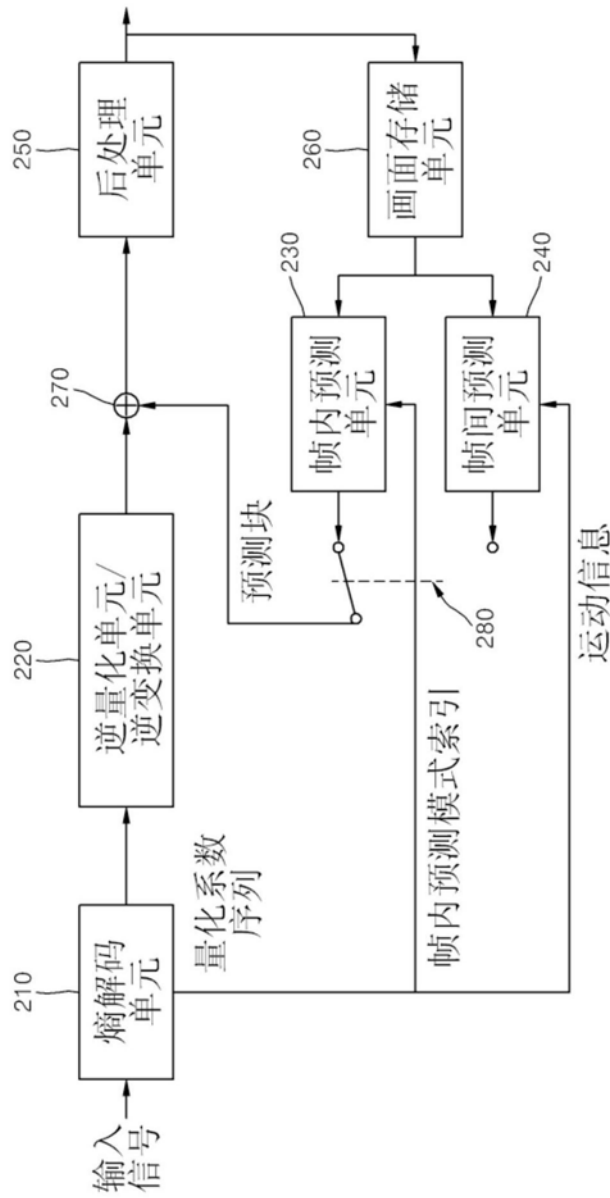 输入
信号
210
熵解码
单元
量化系数
序列
220
逆量化单元/
逆变换单元
270
250
后处理
单元
预测块
280
230
帧内预测
单元
260
画面存储
单元
240
帧间预测
单元
帧内预测模式索引
运动信息